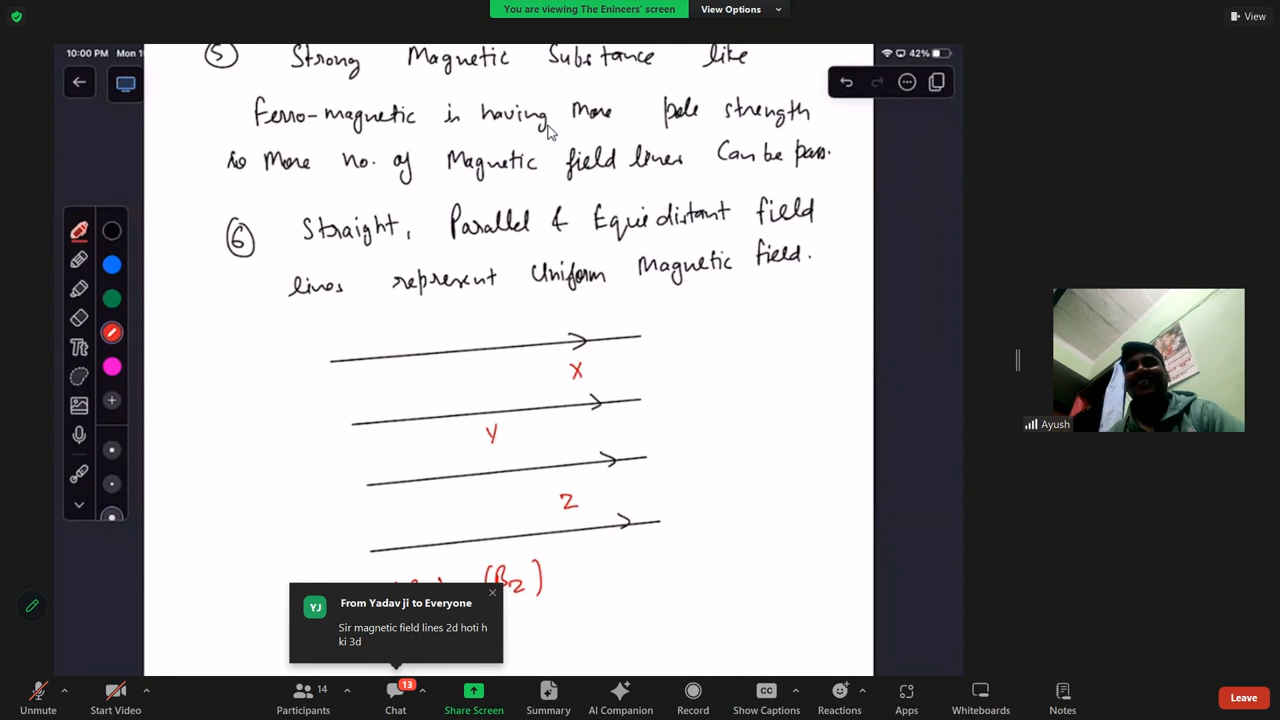 You are viewing The Enineers' screen
View Options
View
10:00 PM Mon 1
42%
⑤ Strong Magnetic Substance like
Ferro-magnetic is having more pole strength
so More no. of Magnetic field lines Can be pass.
⑥ Straight, Parallel & Equidistant field
lines represent Uniform Magnetic field.
X
Y
Z
(B₂)
Tt
Ayush
YJ
From Yadav ji to Everyone
Sir magnetic field lines 2d hoti h
ki 3d
Unmute
Start Video
14
Participants
13
Chat
Share Screen
Summary
AI Companion
Record
CC
Show Captions
Reactions
Apps
Whiteboards
Notes
Leave